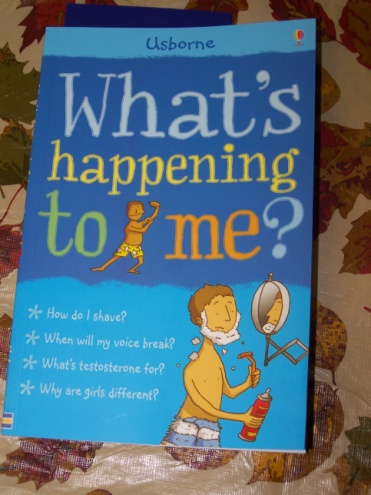 Usborne
What's
happening
to me?
How do I shave?
When will my voice break?
What's testosterone for?
Why are girls different?